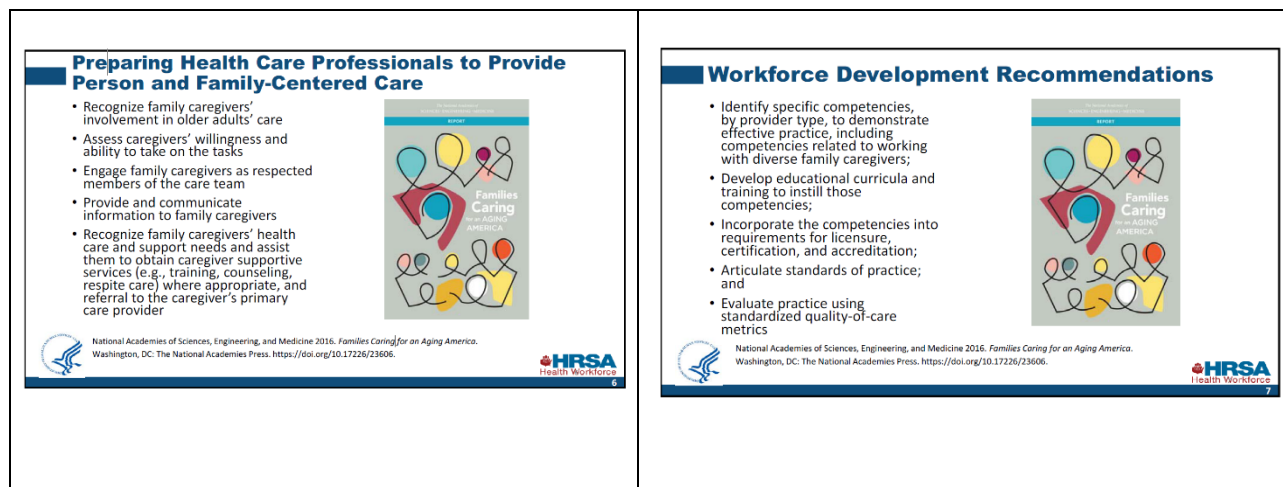 Preparing Health Care Professionals to Provide
Person and Family-Centered Care
• Recognize family caregivers'
involvement in older adults' care
• Assess caregivers' willingness and
ability to take on the tasks
• Engage family caregivers as respected
members of the care team
• Provide and communicate
information to family caregivers
• Recognize family caregivers' health
care and support needs and assist
them to obtain caregiver supportive
services (e.g., training, counseling,
respite care) where appropriate, and
referral to the caregiver's primary
care provider
REPORT
Families
Caring
for an AGING
AMERICA
National Academies of Sciences, Engineering, and Medicine 2016. Families Caring for an Aging America.
Washington, DC: The National Academies Press. https://doi.org/10.17226/23606.
HRSA
Health Workforce
6
Workforce Development Recommendations
• Identify specific competencies,
by provider type, to demonstrate
effective practice, including
competencies related to working
with diverse family caregivers;
• Develop educational curricula and
training to instill those
competencies;
• Incorporate the competencies into
requirements for licensure,
certification, and accreditation;
• Articulate standards of practice;
and
• Evaluate practice using
standardized quality-of-care
metrics
REPORT
Families
Caring
for an AGING
AMERICA
National Academies of Sciences, Engineering, and Medicine 2016. Families Caring for an Aging America.
Washington, DC: The National Academies Press. https://doi.org/10.17226/23606.
HRSA
Health Workforce
7